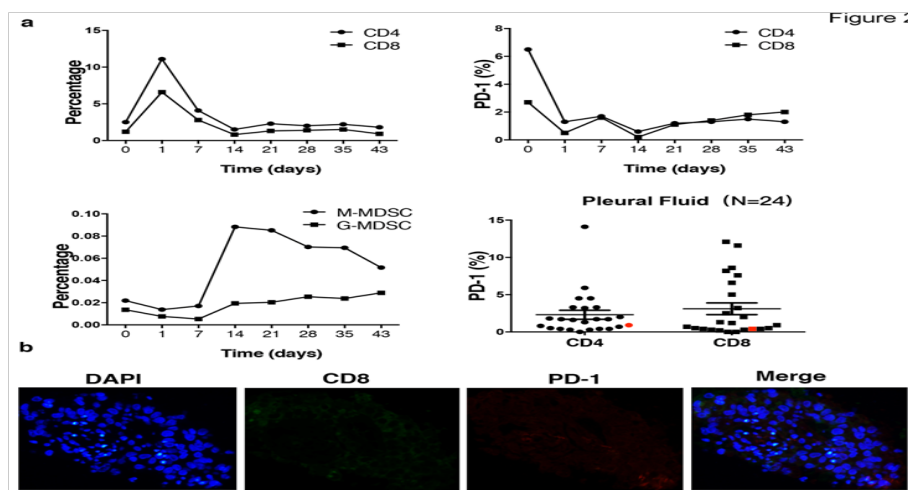 a
Figure 2
Percentage
15
10
5
0
CD4
CD8
0 1 7 14 21 28 35 43
Time (days)
PD-1 (%)
8
6
4
2
0
CD4
CD8
0 1 7 14 21 28 35 43
Time (days)
Percentage
0.10
0.08
0.06
0.04
0.02
0.00
M-MDSC
G-MDSC
0 1 7 14 21 28 35 43
Time (days)
Pleural Fluid (N=24)
PD-1 (%)
15
10
5
0
CD4 CD8
b
DAPI CD8 PD-1 Merge